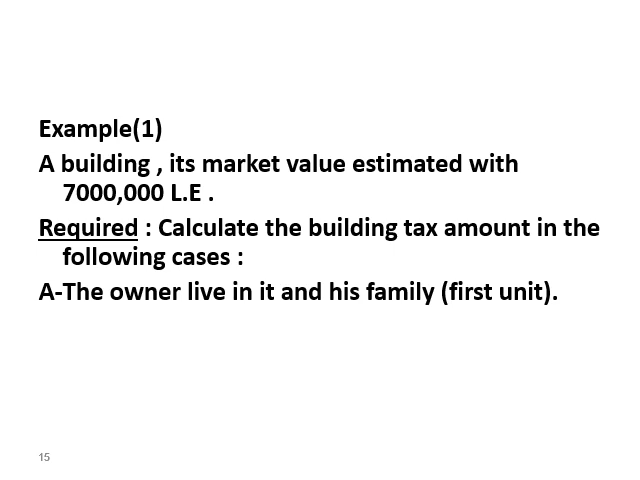 Example(1)
A building , its market value estimated with
7000,000 L.E .
Required : Calculate the building tax amount in the
following cases :
A-The owner live in it and his family (first unit).
15